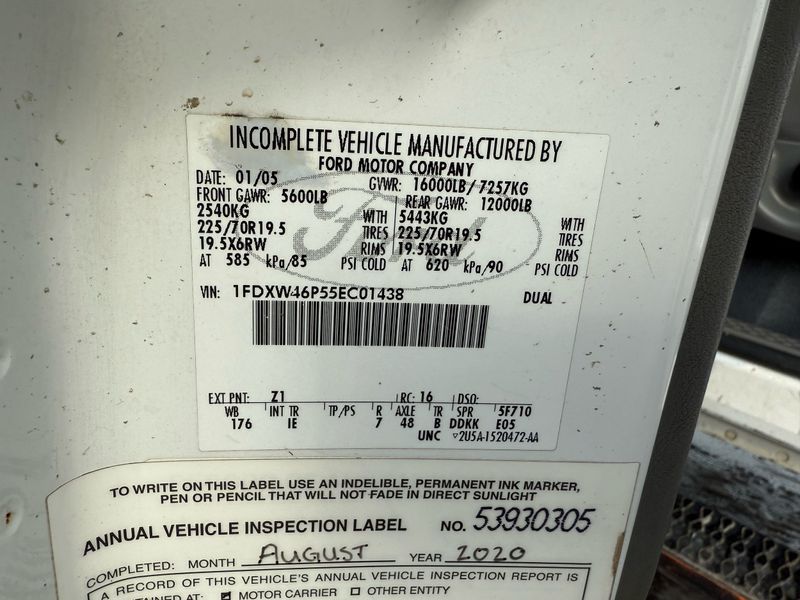 INCOMPLETE VEHICLE MANUFACTURED BY
FORD MOTOR COMPANY
DATE: 01/05 GVWR: 16000LB/7257KG
FRONT GAWR: 5600LB REAR GAWR: 12000LB
2540KG WITH 5443KG WITH
225/70R19.5 TIRES 225/70R19.5 TIRES
19.5X6RW RIMS 19.5X6RW RIMS
AT 585 kPa/85 PSI COLD AT 620 kPa/90 PSI COLD
VIN: 1FDXW46P55EC01438 DUAL
Ford
EXT PNT: Z1 RC: 16 DSO:
WB INT TR TP/PS R AXLE TR SPR 5F710
176 IE 7 48 B DDKK E05
UNC ▽2U5A-1520472-AA
TO WRITE ON THIS LABEL USE AN INDELIBLE, PERMANENT INK MARKER,
PEN OR PENCIL THAT WILL NOT FADE IN DIRECT SUNLIGHT
ANNUAL VEHICLE INSPECTION LABEL NO. 53930305
COMPLETED: MONTH AUGUST YEAR 2020
A RECORD OF THIS VEHICLE'S ANNUAL VEHICLE INSPECTION REPORT IS
AT: MOTOR CARRIER OTHER ENTITY